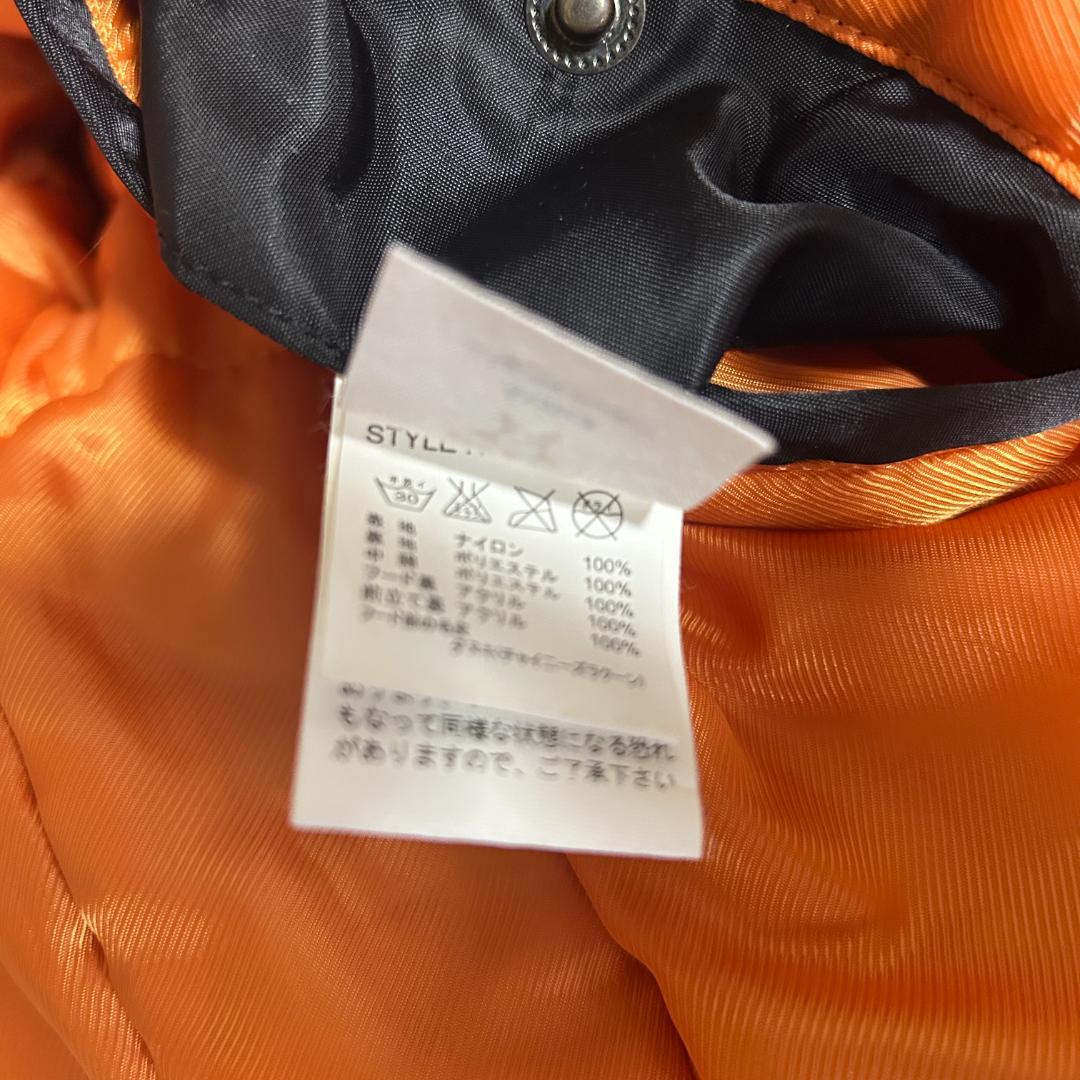 STYLE
30
表地 ナイロン 100%
裏地 ポリエステル 100%
中綿 ポリエステル 100%
フード裏 アクリル 100%
前立て裏 アクリル 100%
フード前の毛皮
タヌキ(チャイニーズラクーン)
もなって同様な状態になる恐れ
がありますので、ご了承下さい